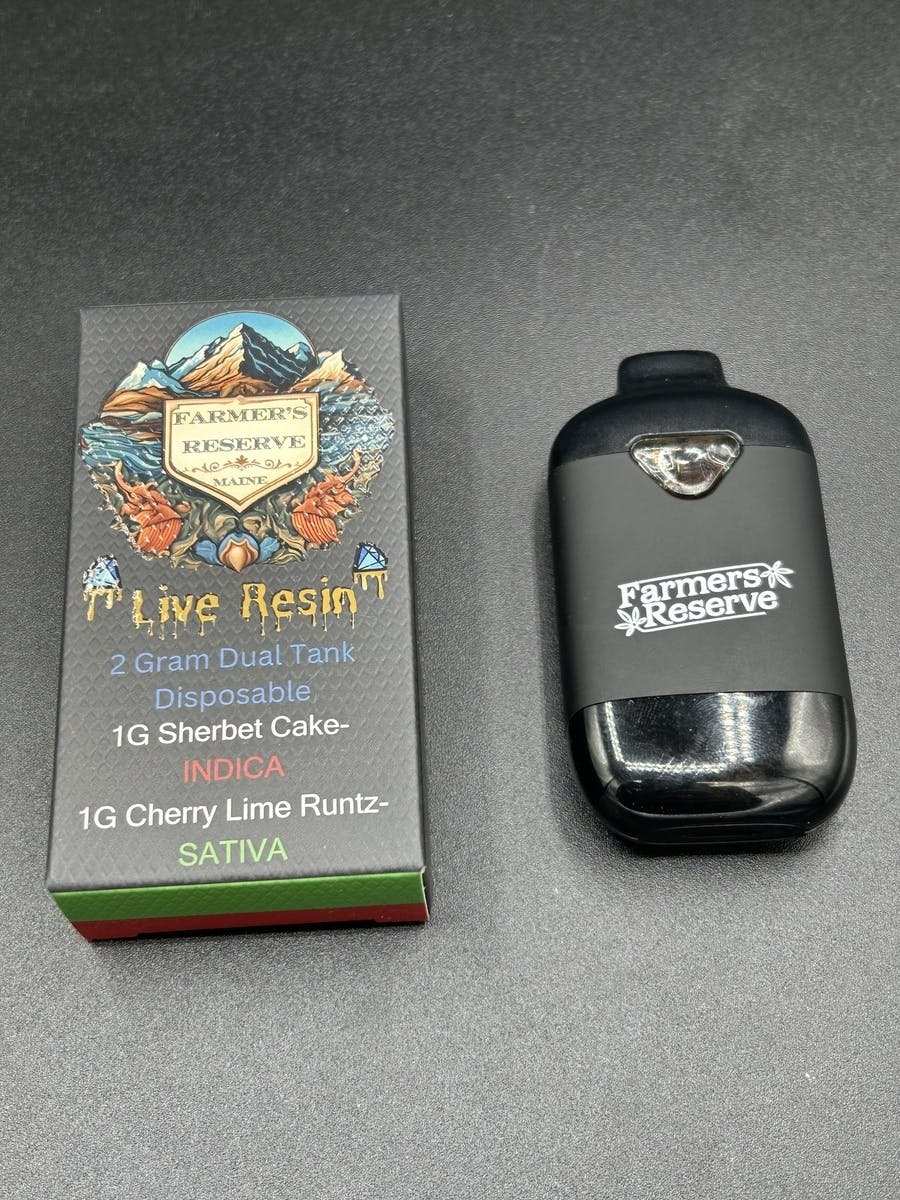 FARMER'S
RESERVE
MAINE
Live Resin
2 Gram Dual Tank
Disposable
1G Sherbet Cake-
INDICA
1G Cherry Lime Runtz-
SATIVA
Farmers
Reserve